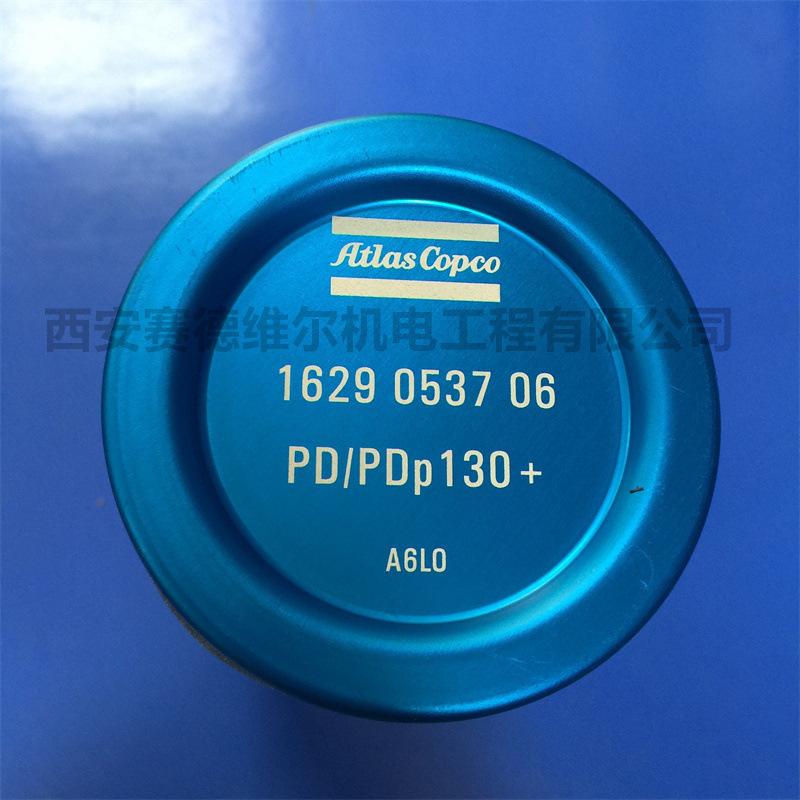 Atlas Copco
西安赛德维尔机电工程有限公司
1629 0537 06
PD/PDp130+
A6L0